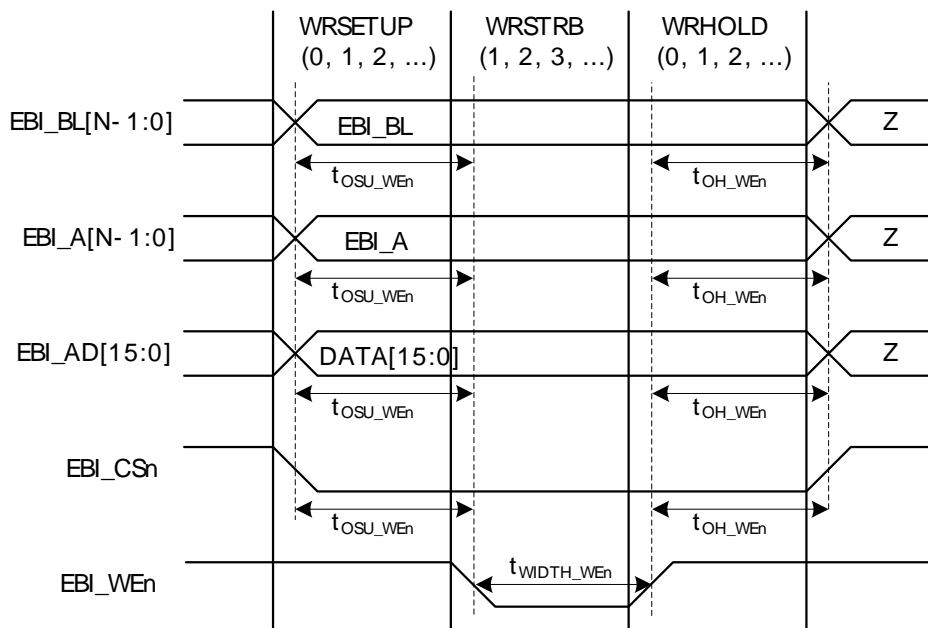 WRSETUP WRSTRB WRHOLD
(0, 1, 2, ...) (1, 2, 3, ...) (0, 1, 2, ...)
EBI_BL[N- 1:0] EBI_BL Z
tOSU_WEn tOH_WEn
EBI_A[N- 1:0] EBI_A Z
tOSU_WEn tOH_WEn
EBI_AD[15:0] DATA[15:0] Z
tOSU_WEn tOH_WEn
EBI_CSn
tOSU_WEn tOH_WEn
EBI_WEn tWIDTH_WEn